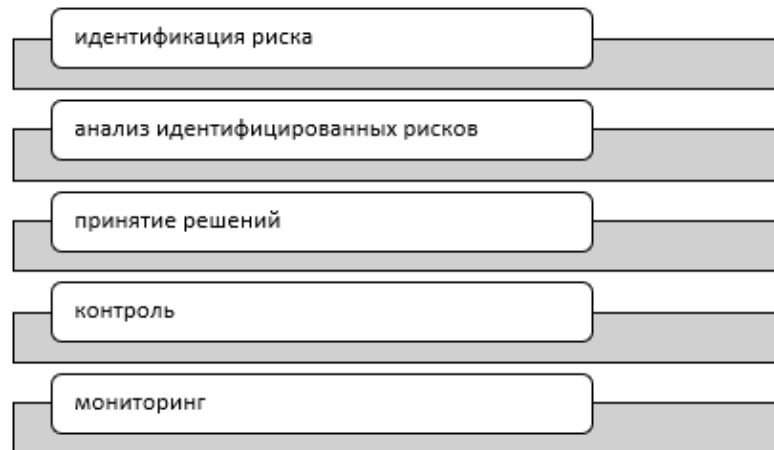 идентификация риска
анализ идентифицированных рисков
принятие решений
контроль
мониторинг